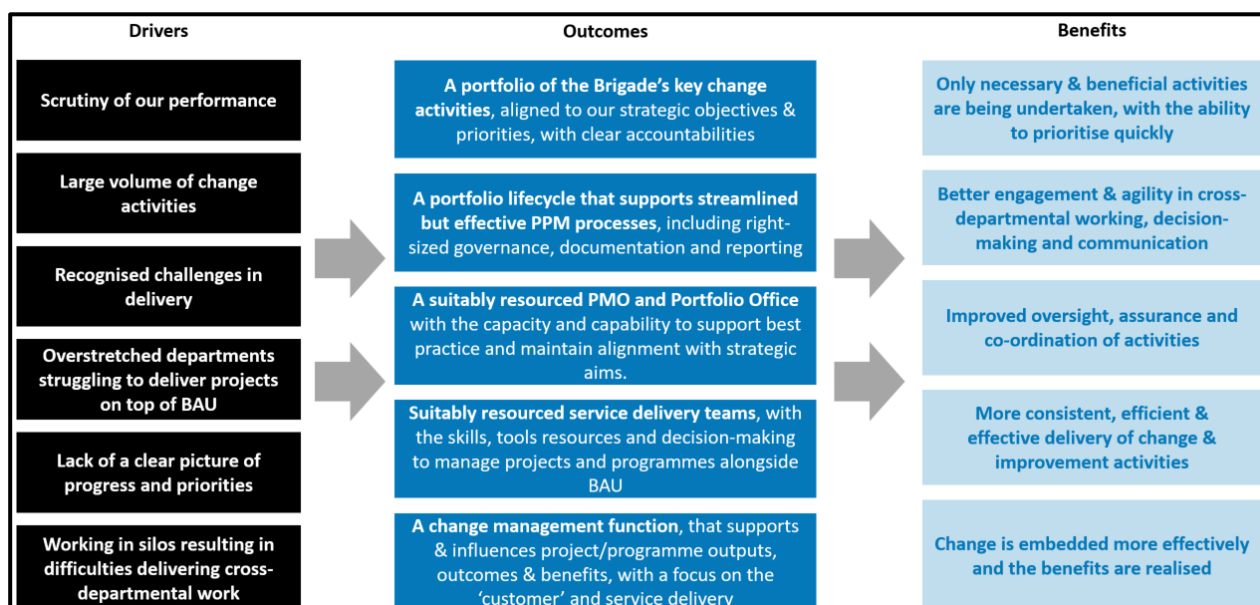 Drivers
Outcomes
Benefits
Scrutiny of our performance
Large volume of change
activities
Recognised challenges in
delivery
Overstretched departments
struggling to deliver projects
on top of BAU
Lack of a clear picture of
progress and priorities
Working in silos resulting in
difficulties delivering cross-
departmental work
A portfolio of the Brigade’s key change
activities, aligned to our strategic objectives &
priorities, with clear accountabilities
A portfolio lifecycle that supports streamlined
but effective PPM processes, including right-
sized governance, documentation and reporting
A suitably resourced PMO and Portfolio Office
with the capacity and capability to support best
practice and maintain alignment with strategic
aims.
Suitably resourced service delivery teams, with
the skills, tools resources and decision-making
to manage projects and programmes alongside
BAU
A change management function, that supports
& influences project/programme outputs,
outcomes & benefits, with a focus on the
‘customer’ and service delivery
Only necessary & beneficial activities
are being undertaken, with the ability
to prioritise quickly
Better engagement & agility in cross-
departmental working, decision-
making and communication
Improved oversight, assurance and
co-ordination of activities
More consistent, efficient &
effective delivery of change &
improvement activities
Change is embedded more effectively
and the benefits are realised